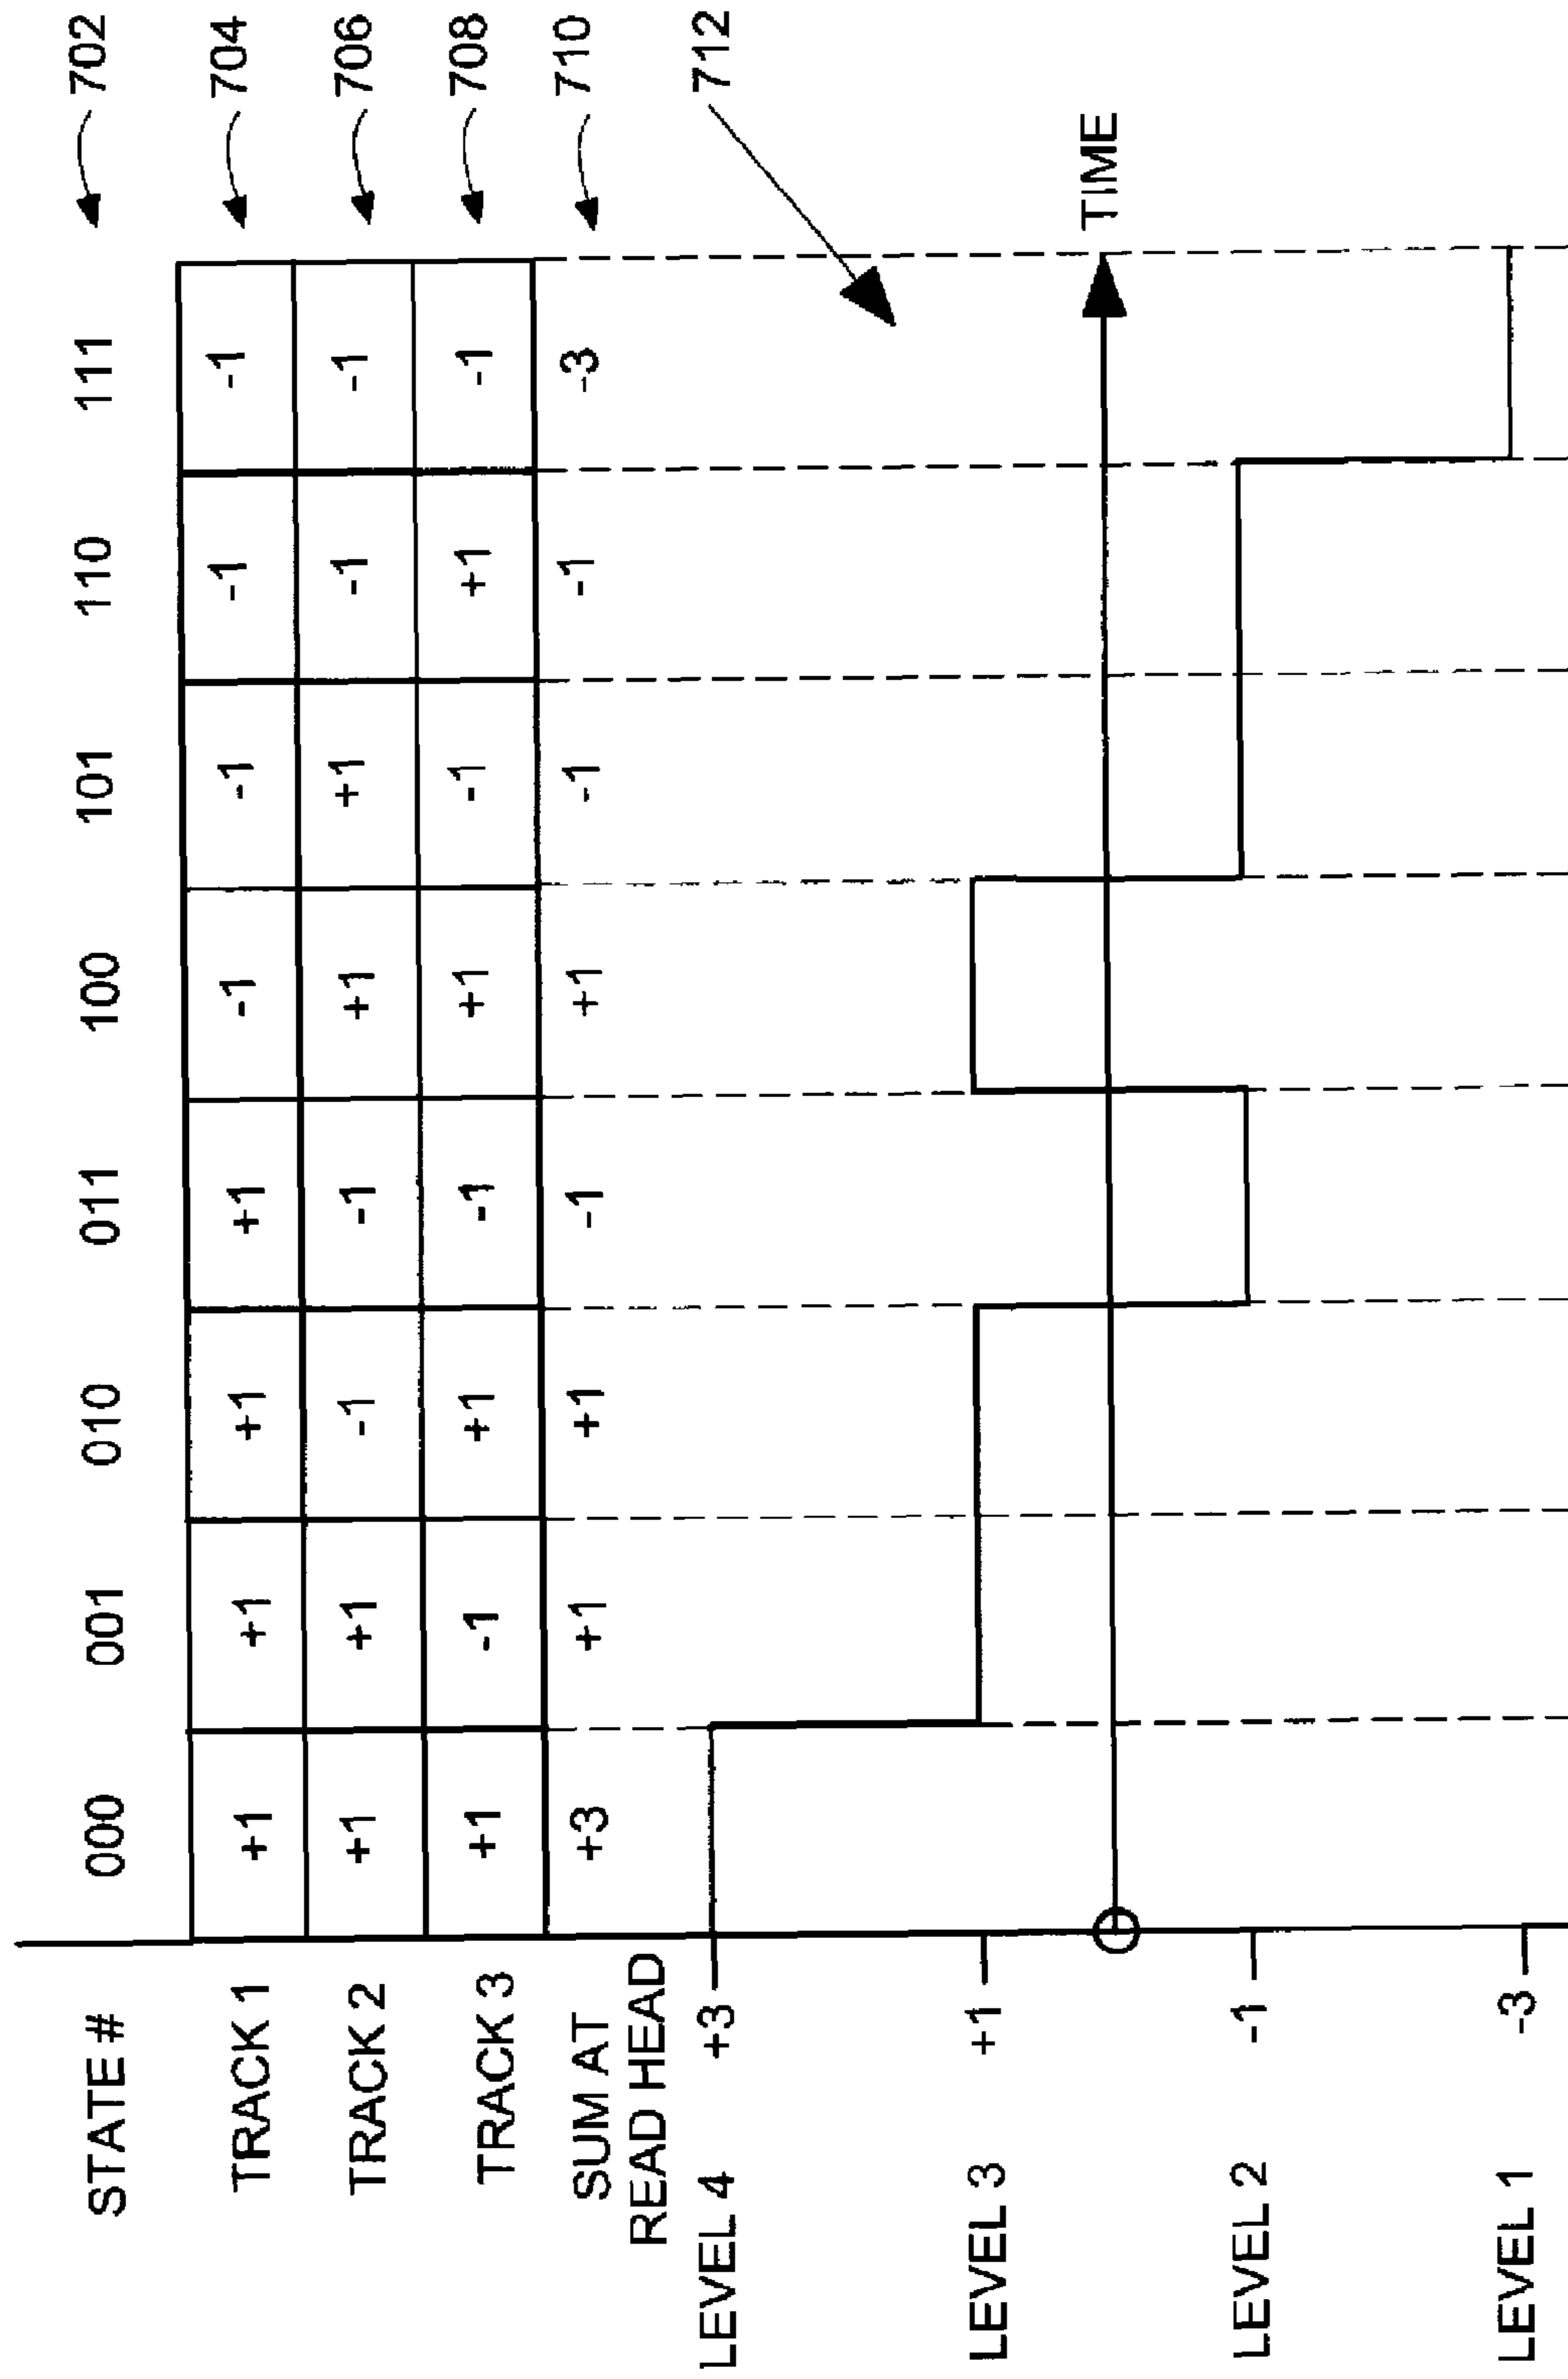 STATE # 000 001 010 011 100 101 110 111 702
TRACK 1 +1 +1 +1 +1 -1 -1 -1 -1 704
TRACK 2 +1 +1 -1 -1 +1 +1 -1 -1 706
TRACK 3 +1 -1 +1 -1 +1 -1 +1 -1 708
SUM AT +3 +1 +1 -1 +1 -1 -1 -3 710
READ HEAD
LEVEL 4 +3 712
LEVEL 3 +1
TIME
LEVEL 2 -1
LEVEL 1 -3